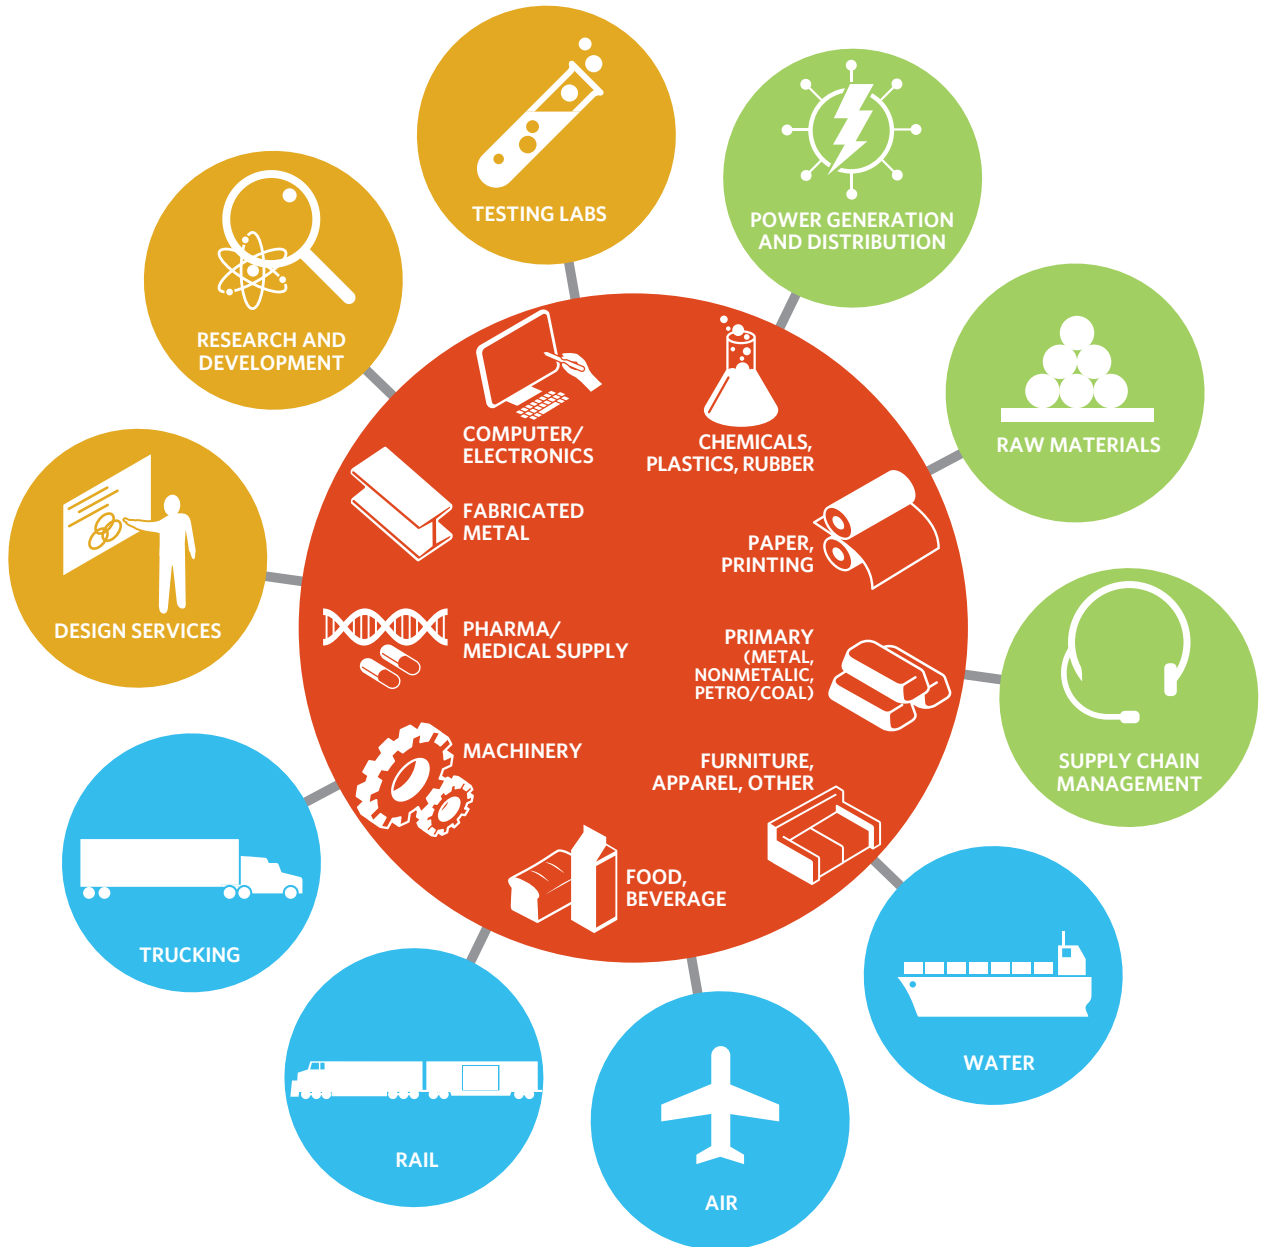 TESTING LABS
POWER GENERATION
AND DISTRIBUTION
RESEARCH AND
DEVELOPMENT
RAW MATERIALS
DESIGN SERVICES
SUPPLY CHAIN
MANAGEMENT
COMPUTER/
ELECTRONICS
CHEMICALS,
PLASTICS, RUBBER
FABRICATED
METAL
PAPER,
PRINTING
PHARMA/
MEDICAL SUPPLY
PRIMARY
(METAL,
NONMETALIC,
PETRO/COAL)
MACHINERY
FURNITURE,
APPAREL, OTHER
FOOD,
BEVERAGE
TRUCKING
RAIL
AIR
WATER